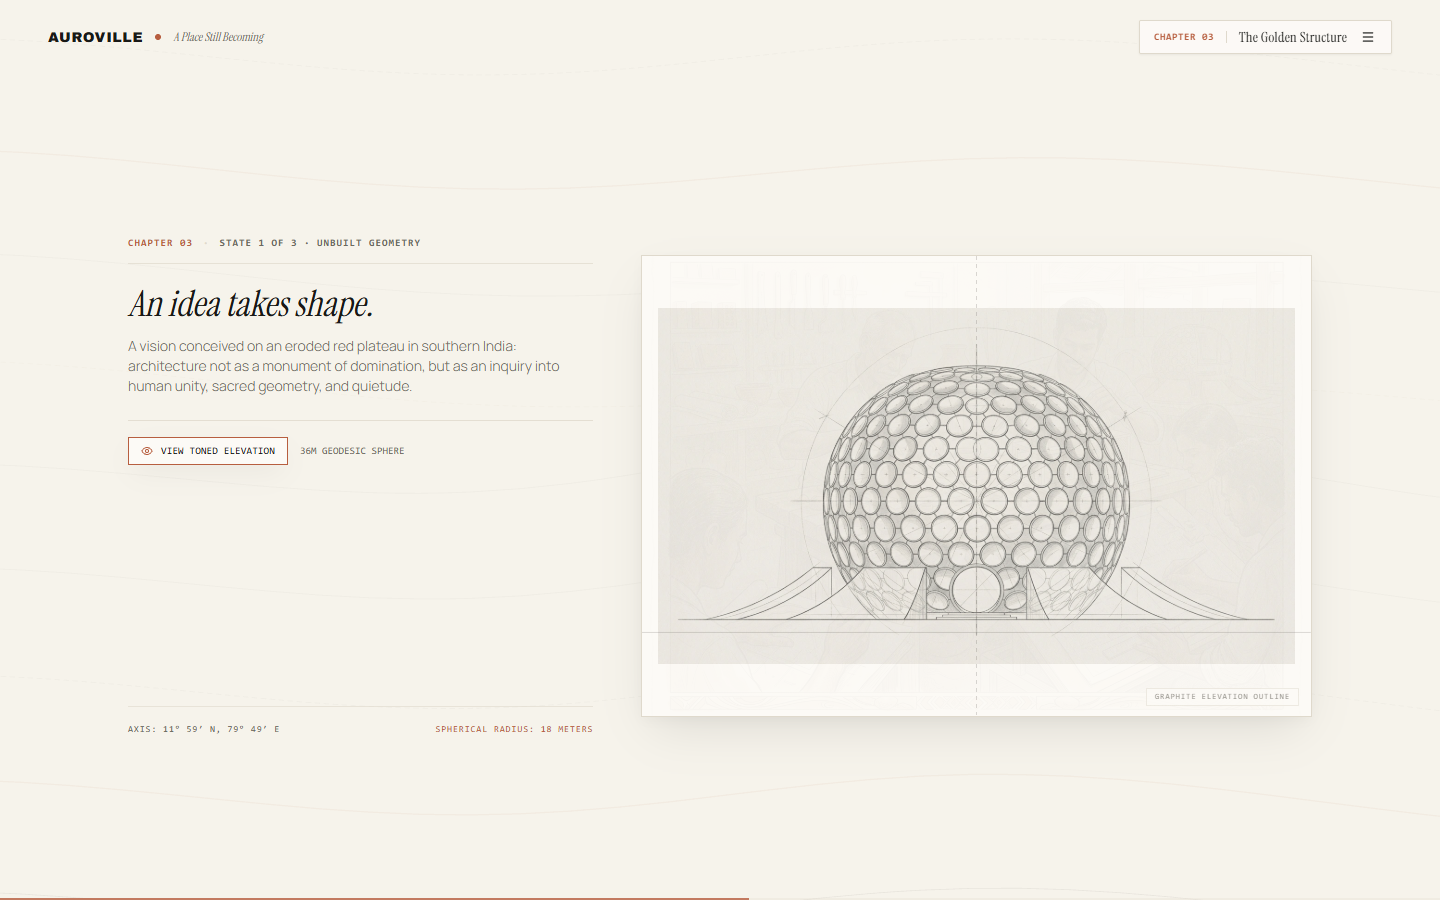 AUROVILLE • A Place Still Becoming
CHAPTER 03 | The Golden Structure
CHAPTER 03 · STATE 1 OF 3 · UNBUILT GEOMETRY
An idea takes shape.
A vision conceived on an eroded red plateau in southern India:
architecture not as a monument of domination, but as an inquiry into
human unity, sacred geometry, and quietude.
VIEW TONED ELEVATION
36M GEODESIC SPHERE
GRAPHITE ELEVATION OUTLINE
AXIS: 11° 59′ N, 79° 49′ E
SPHERICAL RADIUS: 18 METERS